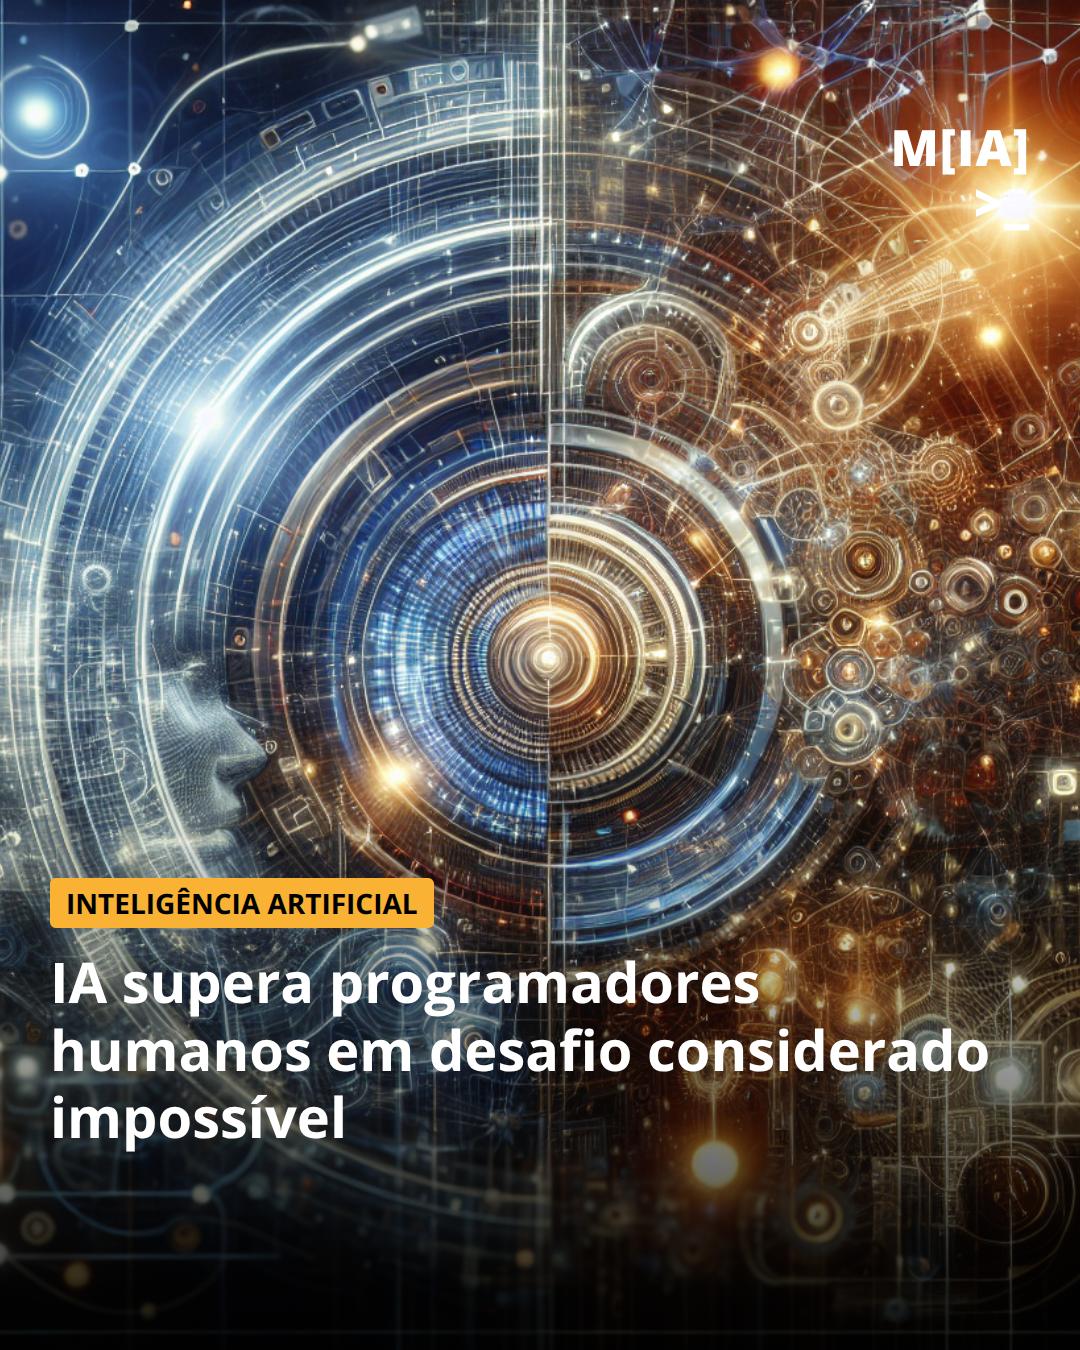 M[IA]
>_
INTELIGÊNCIA ARTIFICIAL
IA supera programadores
humanos em desafio considerado
impossível